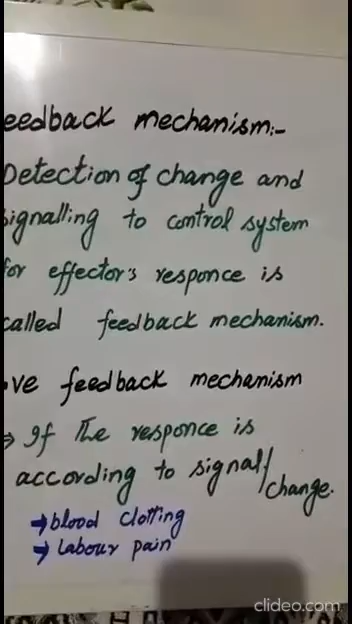 eedback mechanism:-
Detection of change and
signalling to control system
for effector's responce is
called feedback mechanism.
ve feedback mechanism
⇒ If The responce is
according to signal/
change.
→ blood clotting
→ Labour pain
clideo.com